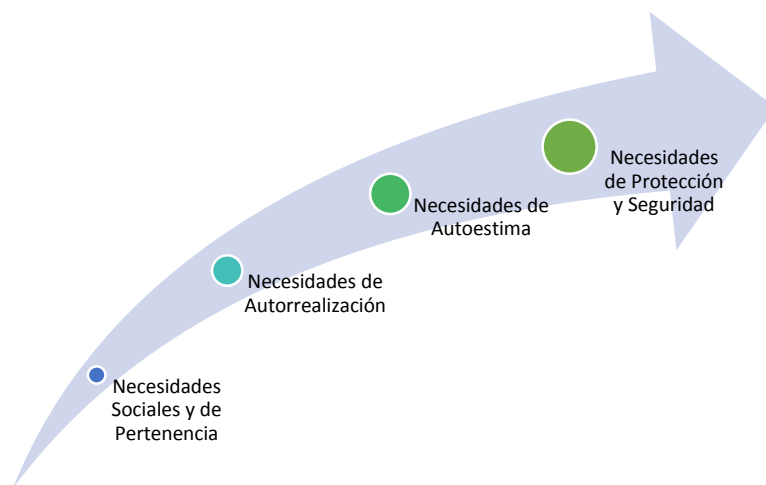 Necesidades
de Protección
y Seguridad
Necesidades de
Autoestima
Necesidades de
Autorrealización
Necesidades
Sociales y de
Pertenencia